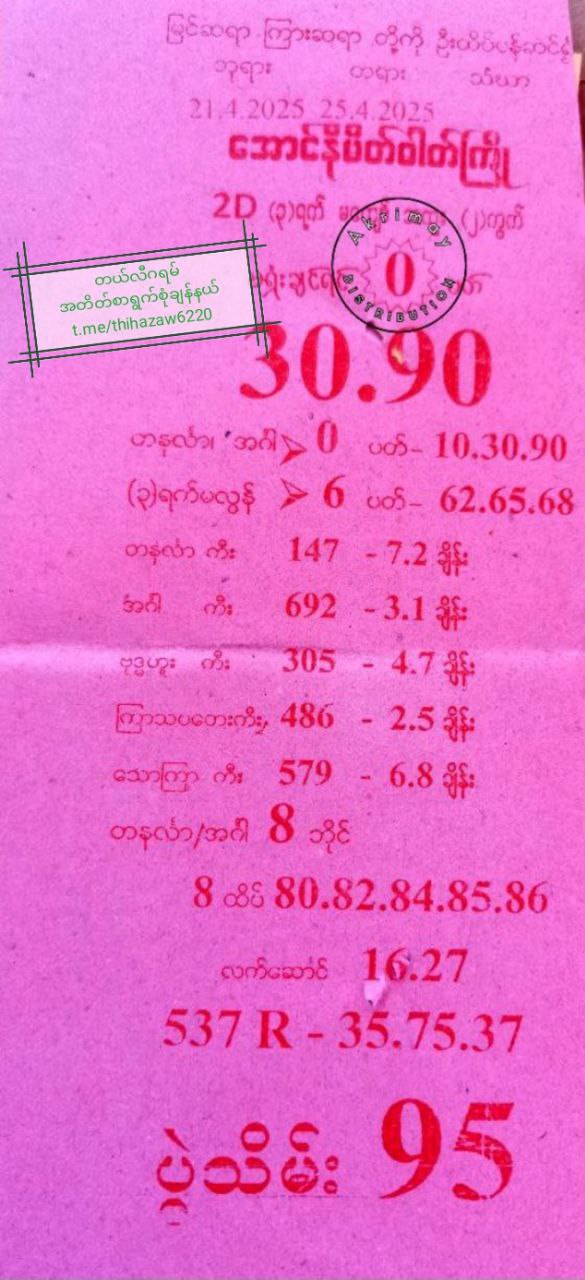 မြင်ဆရာ ကြားဆရာ တို့ကို ဦးထိပ်ပန်ဆင်
ဘုရား တရား သံဃာ
21.4.2025 25.4.2025
အောင်နိမိတ်ဝါတ်ကြို
2D (၃)ရက် (၂)ကွက်
Akrimay
0
DISTRIBUTION
တယ်လီဂရမ်
အတိတ်စာရွက်စုံချန်နယ်
t.me/thihazaw6220
30.90
တနင်္လာ၊ အင်္ဂါ ➢ 0 ပတ်- 10.30.90
(၃)ရက်မလွန် ➢ 6 ပတ်- 62.65.68
တနင်္လာ ကီး 147 - 7.2 ချိန်း
အင်္ဂါ ကီး 692 - 3.1 ချိန်း
ဗုဒ္ဓဟူး ကီး 305 - 4.7 ချိန်း
ကြာသပတေးကီး 486 - 2.5 ချိန်း
သောကြာ ကီး 579 - 6.8 ချိန်း
တနင်္လာ/အင်္ဂါ 8 ဘိုင်
8 ထိပ် 80.82.84.85.86
လက်ဆောင် 16.27
537 R - 35.75.37
ပွဲသိမ်း 95